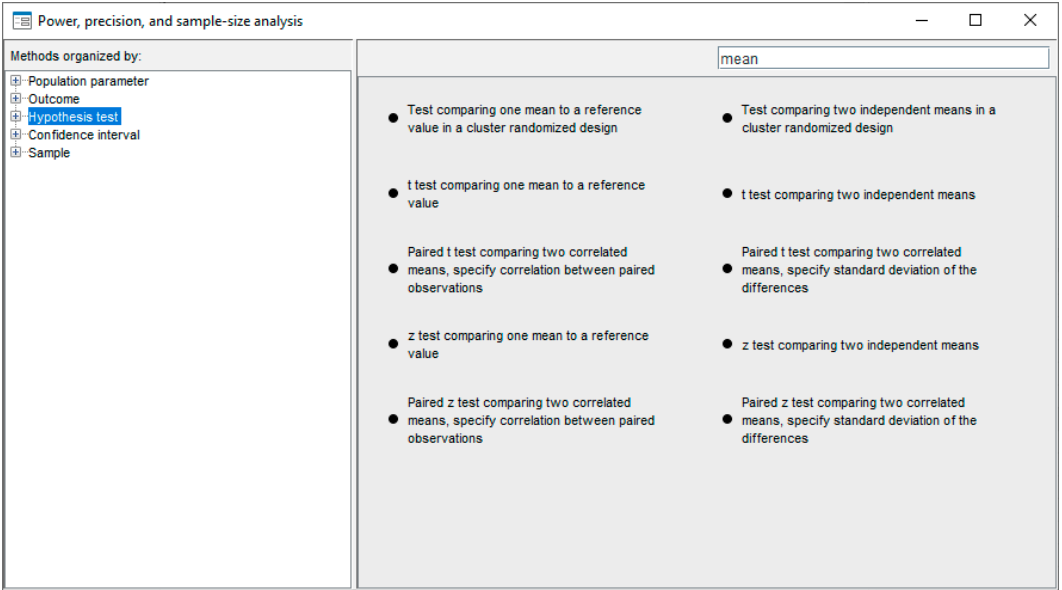 Power, precision, and sample-size analysis
Methods organized by:
Population parameter
Outcome
Hypothesis test
Confidence interval
Sample
mean
Test comparing one mean to a reference
value in a cluster randomized design
Test comparing two independent means in a
cluster randomized design
t test comparing one mean to a reference
value
t test comparing two independent means
Paired t test comparing two correlated
means, specify correlation between paired
observations
Paired t test comparing two correlated
means, specify standard deviation of the
differences
z test comparing one mean to a reference
value
z test comparing two independent means
Paired z test comparing two correlated
means, specify correlation between paired
observations
Paired z test comparing two correlated
means, specify standard deviation of the
differences